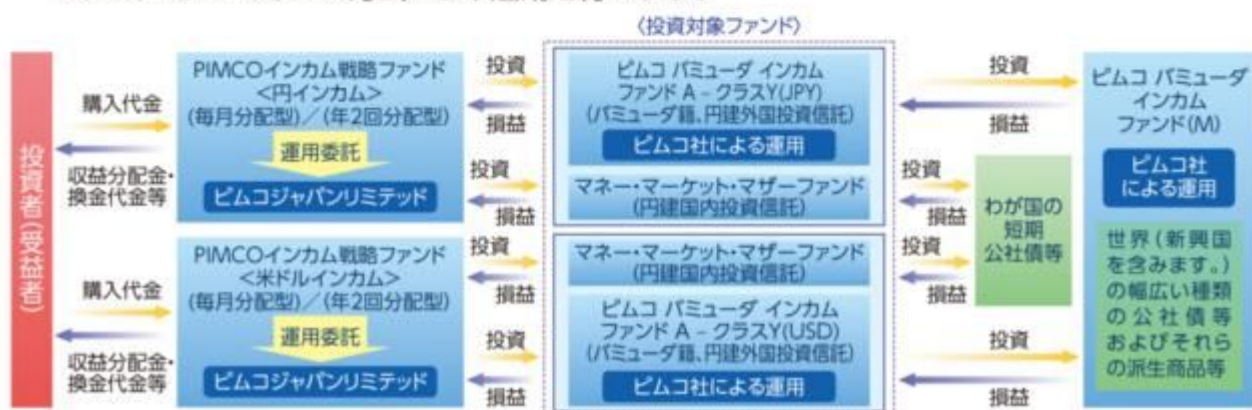 〈投資対象ファンド〉
投資者(受益者)
購入代金
収益分配金・
換金代金等
PIMCOインカム戦略ファンド
<円インカム>
(毎月分配型)/(年2回分配型)
運用委託
ピムコジャパンリミテッド
投資
損益
投資
損益
ピムコ バミューダ インカム
ファンド A – クラスY(JPY)
(バミューダ籍、円建外国投資信託)
ピムコ社による運用
マネー・マーケット・マザーファンド
(円建国内投資信託)
投資
損益
投資
損益
購入代金
収益分配金・
換金代金等
PIMCOインカム戦略ファンド
<米ドルインカム>
(毎月分配型)/(年2回分配型)
運用委託
ピムコジャパンリミテッド
投資
損益
投資
損益
マネー・マーケット・マザーファンド
(円建国内投資信託)
ピムコ バミューダ インカム
ファンド A – クラスY(USD)
(バミューダ籍、円建外国投資信託)
ピムコ社による運用
投資
損益
投資
損益
わが国の
短期
公社債等
ピムコ バミューダ
インカム
ファンド(M)
ピムコ社
による運用
世界(新興国
を含みます。)
の幅広い種類
の公社債等
およびそれら
の派生商品等